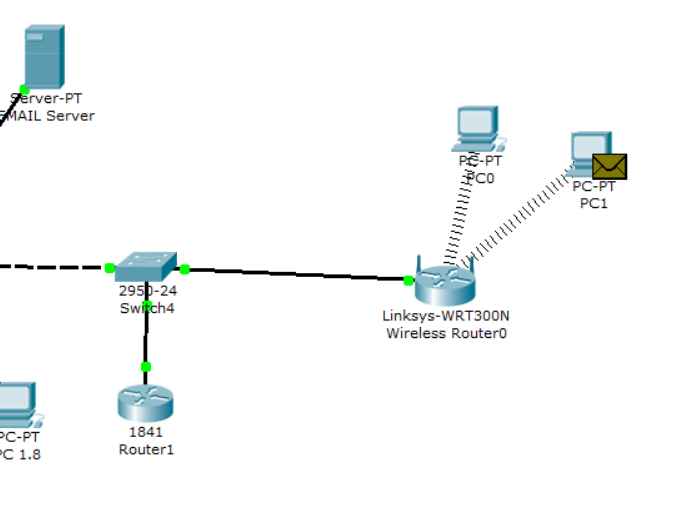 Server-PT
EMAIL Server
PC-PT
PC0
PC-PT
PC1
2950-24
Switch4
Linksys-WRT300N
Wireless Router0
1841
Router1
PC-PT
PC 1.8